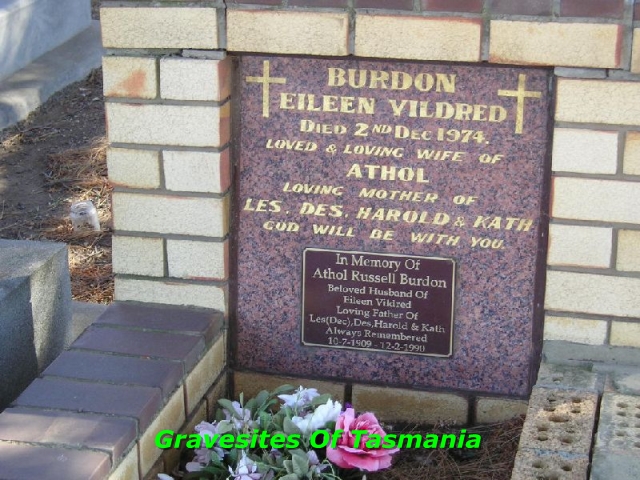 BURDON
EILEEN VILDRED
DIED 2ND DEC 1974.
LOVED & LOVING WIFE OF
ATHOL
LOVING MOTHER OF
LES, DES, HAROLD & KATH
GOD WILL BE WITH YOU.
In Memory Of
Athol Russell Burdon
Beloved Husband Of
Eileen Vildred
Loving Father Of
Les(Dec),Des,Harold & Kath
Always Remembered
10-7-1909 - 12-2-1990
Gravesites Of Tasmania